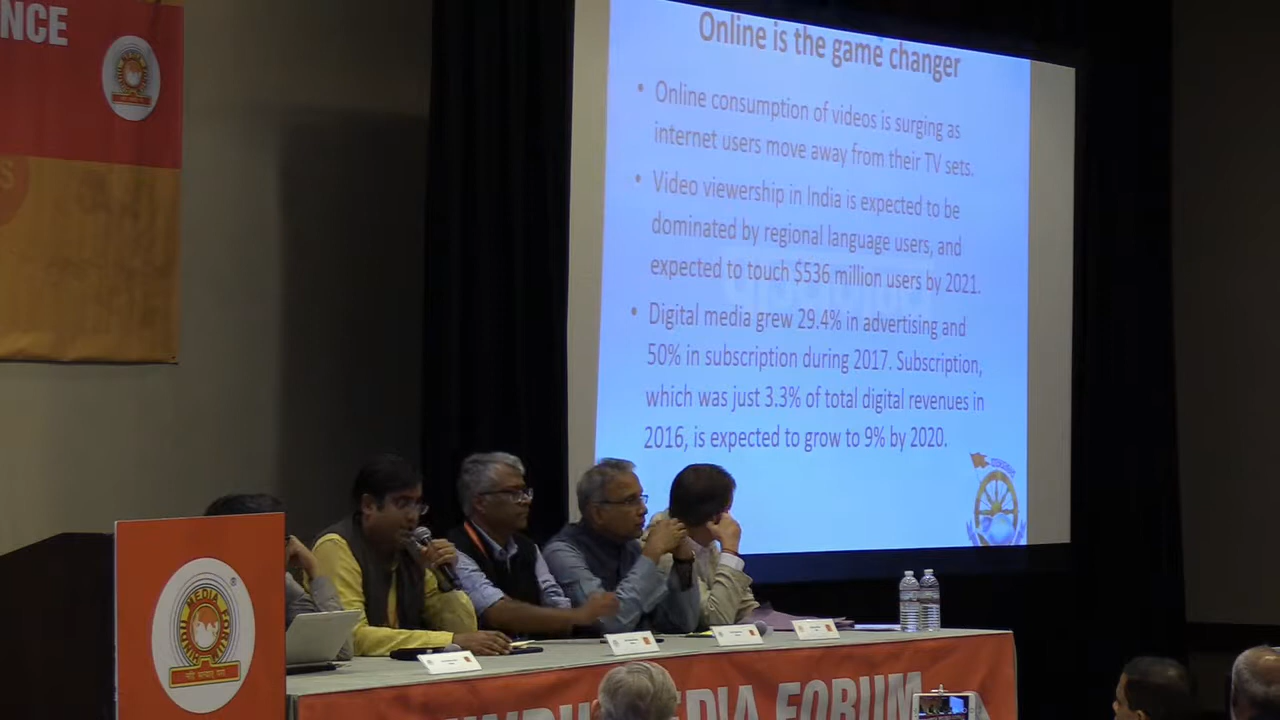 NCE
S
Online is the game changer
• Online consumption of videos is surging as
internet users move away from their TV sets.
• Video viewership in India is expected to be
dominated by regional language users, and
expected to touch $536 million users by 2021.
• Digital media grew 29.4% in advertising and
50% in subscription during 2017. Subscription,
which was just 3.3% of total digital revenues in
2016, is expected to grow to 9% by 2020.
HINDU MEDIA FORUM
®
MEDIA FORUM